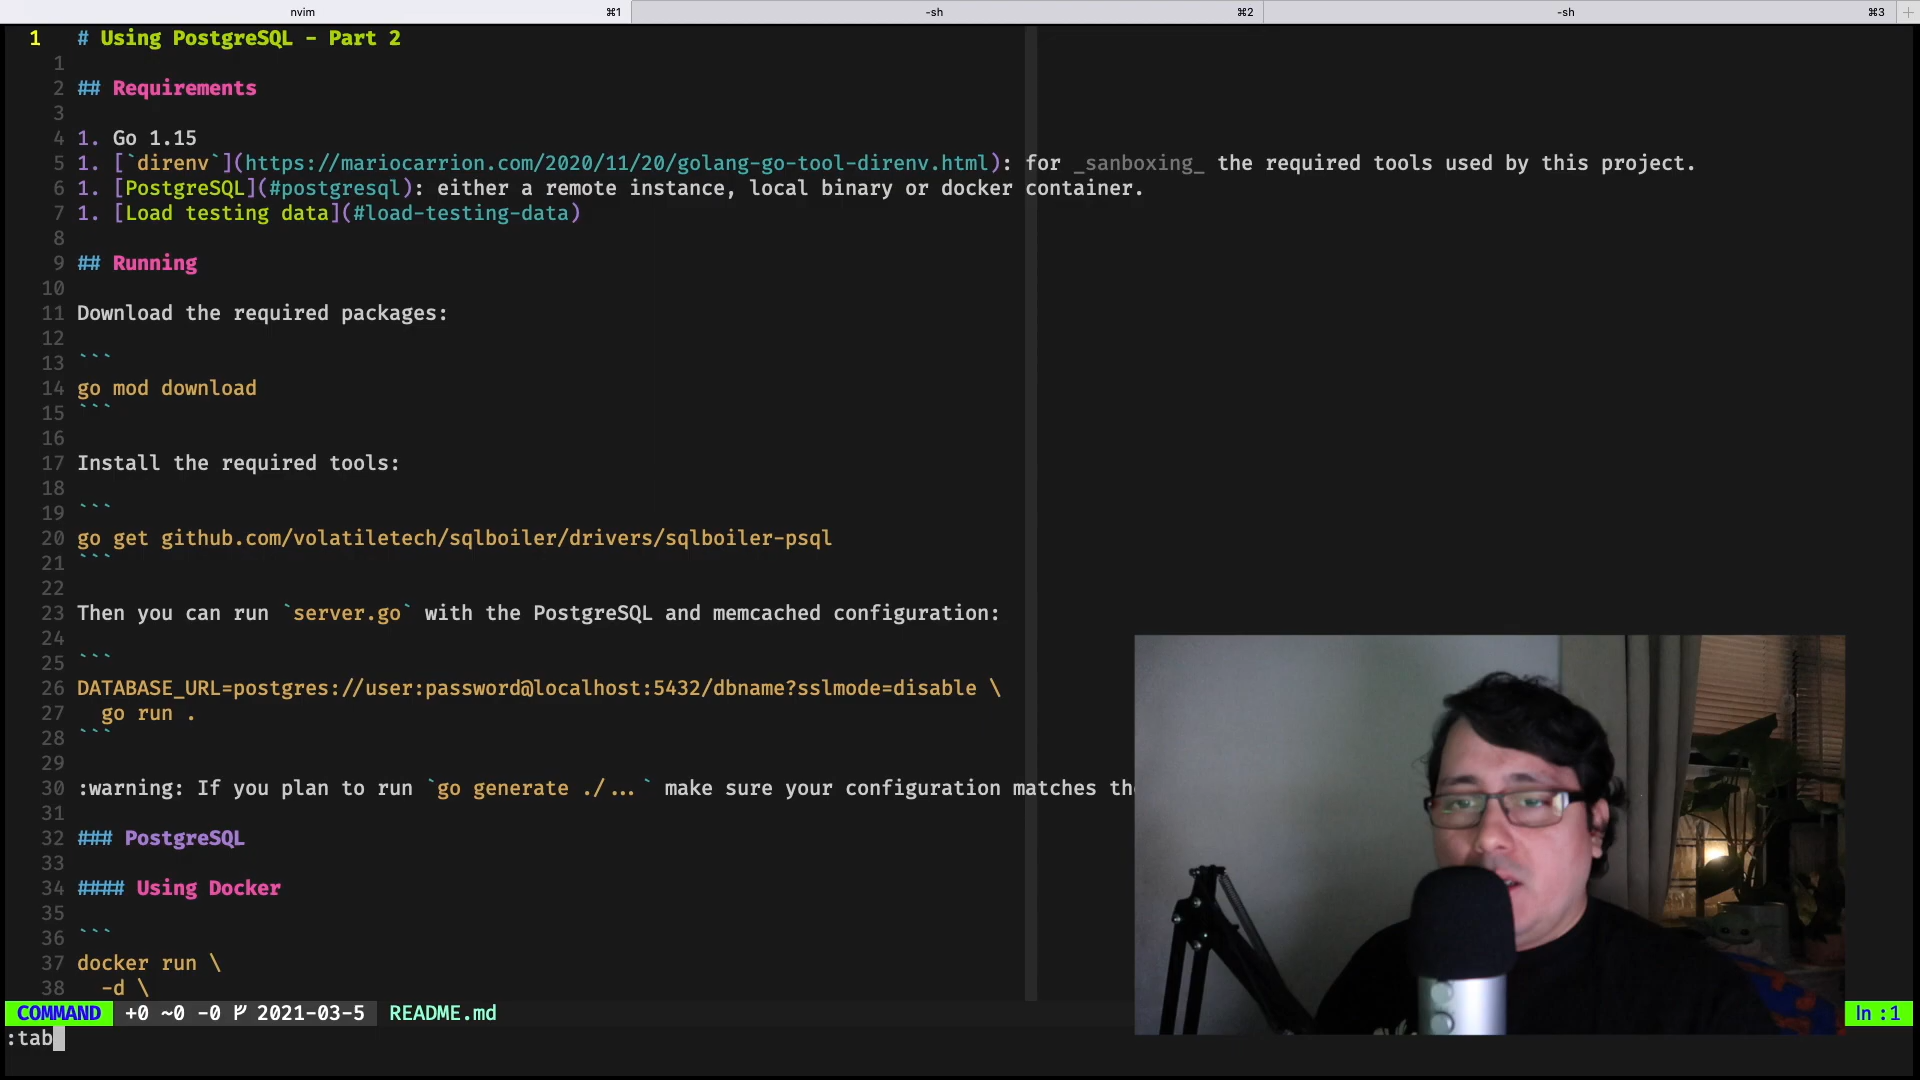 nvim ⌘1 -sh ⌘2 -sh ⌘3 +
1 # Using PostgreSQL - Part 2
1
2 ## Requirements
3
4 1. Go 1.15
5 1. [`direnv`](https://mariocarrion.com/2020/11/20/golang-go-tool-direnv.html): for _sanboxing_ the required tools used by this project.
6 1. [PostgreSQL](#postgresql): either a remote instance, local binary or docker container.
7 1. [Load testing data](#load-testing-data)
8
9 ## Running
10
11 Download the required packages:
12
13 ```
14 go mod download
15 ```
16
17 Install the required tools:
18
19 ```
20 go get github.com/volatiletech/sqlboiler/drivers/sqlboiler-psql
21 ```
22
23 Then you can run `server.go` with the PostgreSQL and memcached configuration:
24
25 ```
26 DATABASE_URL=postgres://user:password@localhost:5432/dbname?sslmode=disable \
27 go run .
28 ```
29
30 :warning: If you plan to run `go generate ./...` make sure your configuration matches
31
32 ### PostgreSQL
33
34 #### Using Docker
35
36 ```
37 docker run \
38 -d \
COMMAND +0 ~0 -0 2021-03-5 README.md ln :1
:tab